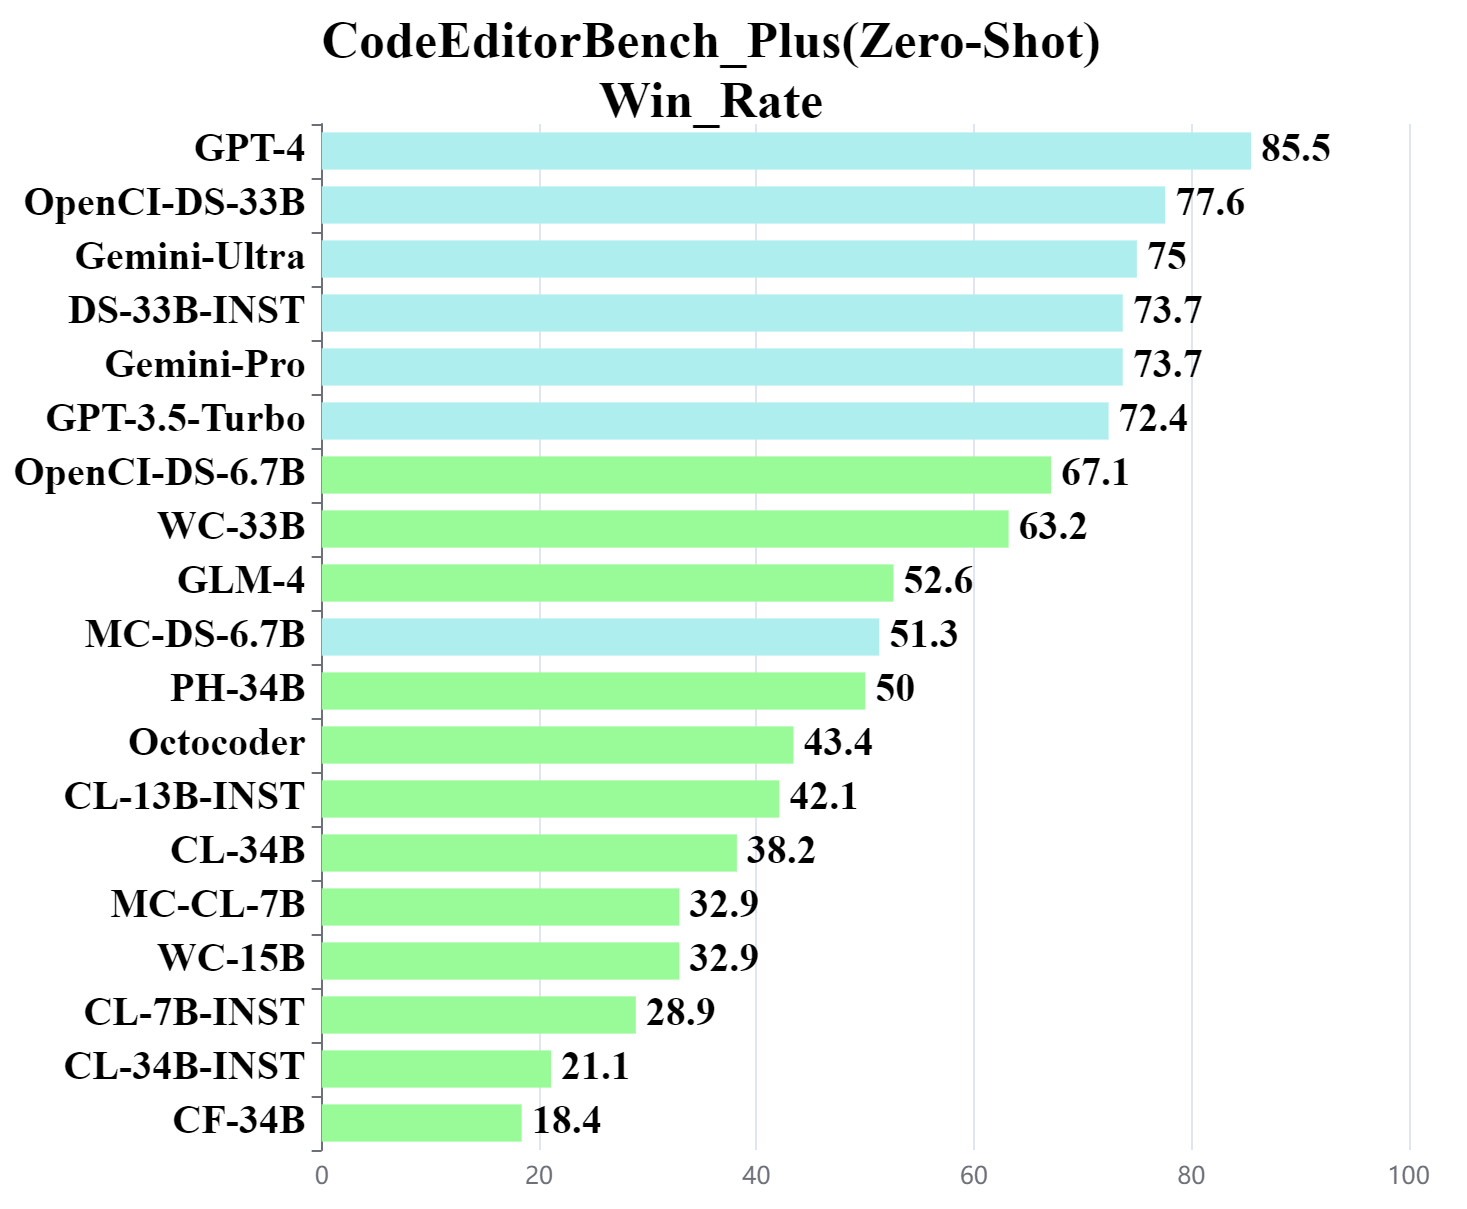 CodeEditorBench_Plus(Zero-Shot)
Win_Rate
GPT-4 85.5
OpenCI-DS-33B 77.6
Gemini-Ultra 75
DS-33B-INST 73.7
Gemini-Pro 73.7
GPT-3.5-Turbo 72.4
OpenCI-DS-6.7B 67.1
WC-33B 63.2
GLM-4 52.6
MC-DS-6.7B 51.3
PH-34B 50
Octocoder 43.4
CL-13B-INST 42.1
CL-34B 38.2
MC-CL-7B 32.9
WC-15B 32.9
CL-7B-INST 28.9
CL-34B-INST 21.1
CF-34B 18.4
0 20 40 60 80 100